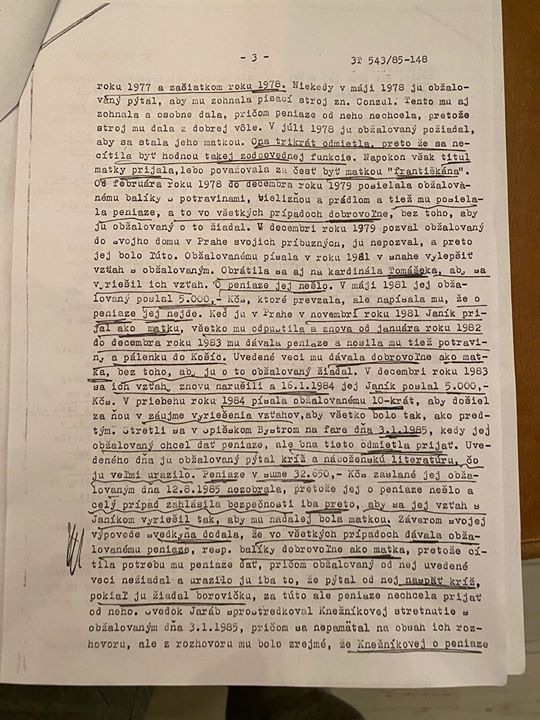 - 3 -
3T 543/85-148
roku 1977 a začiatkom roku 1978. Niekedy v máji 1978 ju obžalo-
váný pýtal, aby mu zohnala písací stroj zn. Conzul. Tento mu aj
zohnala a osobne dala, pričom peniaze od neho nechcela, pretože
stroj mu dala z dobrej vôle. V júli 1978 ju obžalovaný požiadal,
aby sa stala jeho matkou. Ona trikrát odmietla, preto že sa ne-
cítila byť hodnou takej zodpovednej funkcie. Napokon však titul
matky prijala, lebo považovala za česť byť matkou "františkána".
Od februára roku 1978 do decembra roku 1979 posielala obžalova-
nému balíky s potravinami, bielizňou a prádlom a tiež mu posiela-
la peniaze, a to vo všetkých prípadoch dobrovoľne, bez toho, aby
ju obžalovaný o to žiadal. V decembri roku 1979 pozval obžalovaný
do svojho domu v Prahe svojich príbuzných, ju nepozval, a preto
jej bolo ľúto. Obžalovanému písala v roku 1981 v snahe vylepšiť
vzťah s obžalovaným. Obrátila sa aj na kardinála Tomášeka, ab, sa
vyriešil ich vzťah. O peniaze jej nešlo. V máji 1981 jej obža-
lovaný poslal 5.000,- Kčs, ktoré prevzala, ale napísala mu, že o
peniaze jej nejde. Keď ju v Prahe v novembri roku 1981 Janík pri-
jal ako matku, všetko mu odpustila a znova od januára roku 1982
do decembra roku 1983 mu dávala peniaze a nosila mu tiež potravi-
ny a pálenku do Košíc. Uvedené veci mu dávala dobrovoľne ako mat-
ka, bez toho, ab, ju o to obžalovaný žiadal. V decembri roku 1983
sa ich vzťah znovu narušili a 16.1.1984 jej Janík poslal 5.000,-
Kčs. V priebehu roku 1984 písala obžalovanému 10-krát, aby došiel
za ňou v záujme vyriešenia vzťahov, aby všetko bolo tak, ako pred-
tým. Stretli sa v Spišskom Bystrom na fare dňa 3.1.1985, kedy jej
obžalovaný chcel dať peniaze, ale ona tieto odmietla prijať. Uve-
deného dňa ju obžalovaný pýtal kríž a náboženskú literatúru, čo
ju veľmi urazilo. Peniaze v sume 32.650,- Kčs zaslané jej obža-
lovaným dňa 12.8.1985 nezobrala, pretože jej o peniaze nešlo a
celý prípad zahlásila bezpečnosti iba preto, aby sa jej vzťah s
Janíkom vyriešil tak, aby mu naďalej bola matkou. Záverom svojej
výpovede svedkyňa dodala, že vo všetkých prípadoch dávala obža-
lovanému peniaze, resp. balíky dobrovoľne ako matka, pretože cí-
tila potrebu mu peniaze dať, pričom obžalovaný od nej uvedené
veci nežiadal a urazilo ju iba to, že pýtal od nej naspäť kríž,
pokiaľ ju žiadal borovičku, za túto ale peniaze nechcela prijať
od neho. Svedok Jaráb sprostredkoval Knežníkovej stretnutie s
obžalovaným dňa 3.1.1985, pričom sa nepamätal na obsah ich roz-
hovoru, ale z rozhovoru mu bolo zrejmé, že Knežníkovej o peniaze